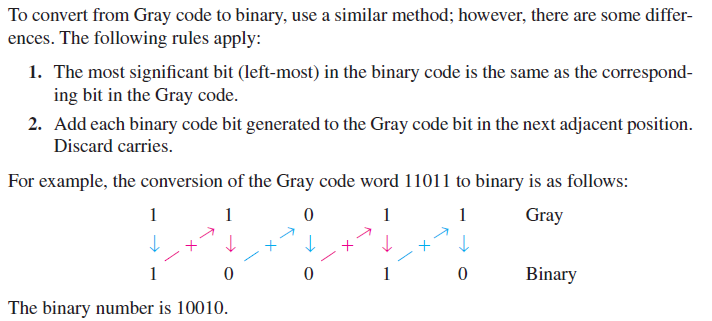 To convert from Gray code to binary, use a similar method; however, there are some differ-
ences. The following rules apply:
1. The most significant bit (left-most) in the binary code is the same as the correspond-
ing bit in the Gray code.
2. Add each binary code bit generated to the Gray code bit in the next adjacent position.
Discard carries.
For example, the conversion of the Gray code word 11011 to binary is as follows:
1 1 0 1 1 Gray
+ + + +
1 0 0 1 0 Binary
The binary number is 10010.